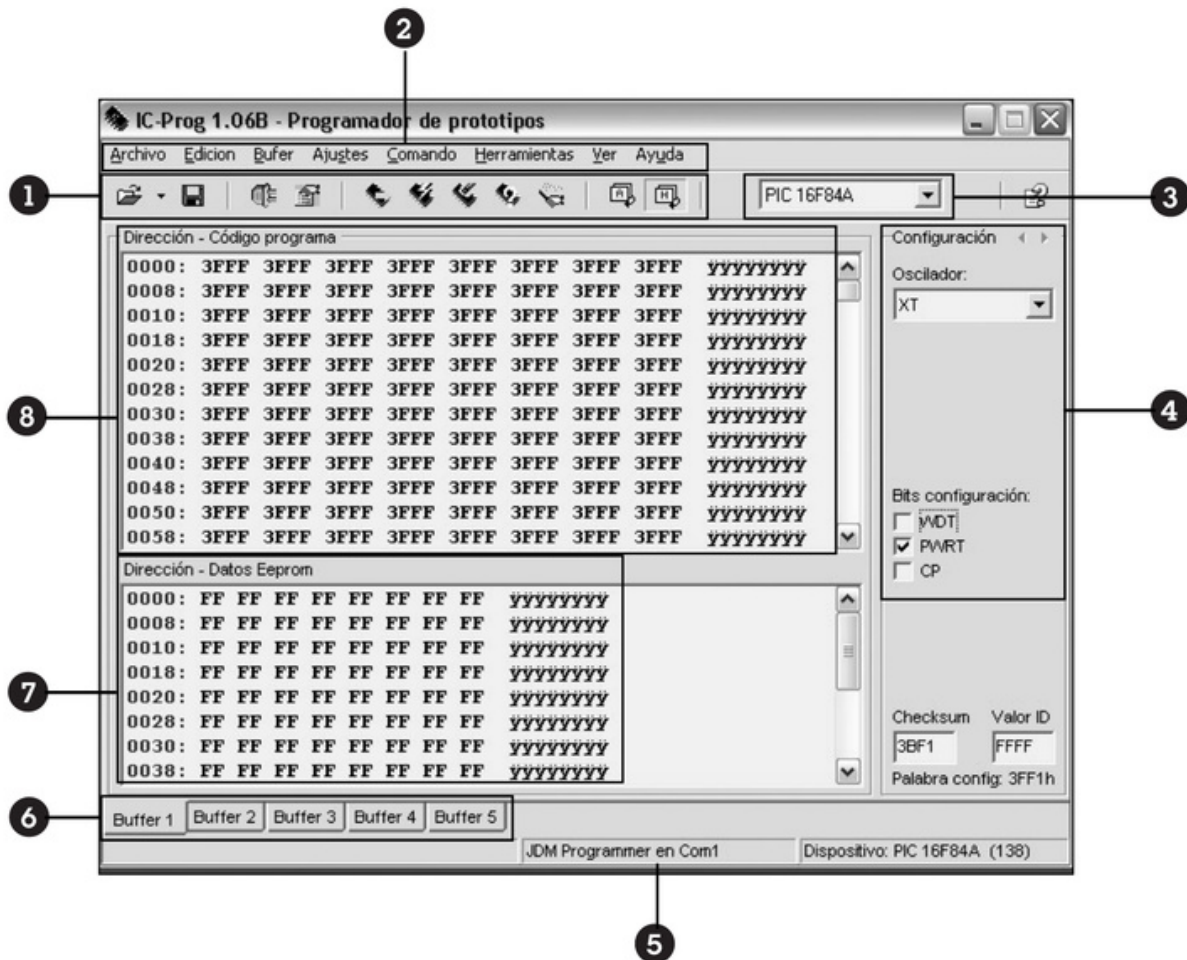 2
IC-Prog 1.06B - Programador de prototipos
Archivo Edicion Bufer Ajustes Comando Herramientas Ver Ayuda
1
PIC 16F84A
3
Dirección - Código programa
0000: 3FFF 3FFF 3FFF 3FFF 3FFF 3FFF 3FFF 3FFF ÿÿÿÿÿÿÿÿ
0008: 3FFF 3FFF 3FFF 3FFF 3FFF 3FFF 3FFF 3FFF ÿÿÿÿÿÿÿÿ
0010: 3FFF 3FFF 3FFF 3FFF 3FFF 3FFF 3FFF 3FFF ÿÿÿÿÿÿÿÿ
0018: 3FFF 3FFF 3FFF 3FFF 3FFF 3FFF 3FFF 3FFF ÿÿÿÿÿÿÿÿ
0020: 3FFF 3FFF 3FFF 3FFF 3FFF 3FFF 3FFF 3FFF ÿÿÿÿÿÿÿÿ
0028: 3FFF 3FFF 3FFF 3FFF 3FFF 3FFF 3FFF 3FFF ÿÿÿÿÿÿÿÿ
0030: 3FFF 3FFF 3FFF 3FFF 3FFF 3FFF 3FFF 3FFF ÿÿÿÿÿÿÿÿ
0038: 3FFF 3FFF 3FFF 3FFF 3FFF 3FFF 3FFF 3FFF ÿÿÿÿÿÿÿÿ
0040: 3FFF 3FFF 3FFF 3FFF 3FFF 3FFF 3FFF 3FFF ÿÿÿÿÿÿÿÿ
0048: 3FFF 3FFF 3FFF 3FFF 3FFF 3FFF 3FFF 3FFF ÿÿÿÿÿÿÿÿ
0050: 3FFF 3FFF 3FFF 3FFF 3FFF 3FFF 3FFF 3FFF ÿÿÿÿÿÿÿÿ
0058: 3FFF 3FFF 3FFF 3FFF 3FFF 3FFF 3FFF 3FFF ÿÿÿÿÿÿÿÿ
8
Configuración
Oscilador:
XT
4
Bits configuración:
WDT
PWRT
CP
Dirección - Datos Eeprom
0000: FF FF FF FF FF FF FF FF ÿÿÿÿÿÿÿÿ
0008: FF FF FF FF FF FF FF FF ÿÿÿÿÿÿÿÿ
0010: FF FF FF FF FF FF FF FF ÿÿÿÿÿÿÿÿ
0018: FF FF FF FF FF FF FF FF ÿÿÿÿÿÿÿÿ
0020: FF FF FF FF FF FF FF FF ÿÿÿÿÿÿÿÿ
0028: FF FF FF FF FF FF FF FF ÿÿÿÿÿÿÿÿ
0030: FF FF FF FF FF FF FF FF ÿÿÿÿÿÿÿÿ
0038: FF FF FF FF FF FF FF FF ÿÿÿÿÿÿÿÿ
7
Checksum Valor ID
3BF1 FFFF
Palabra config: 3FF1h
6
Buffer 1 Buffer 2 Buffer 3 Buffer 4 Buffer 5
JDM Programmer en Com1 Dispositivo: PIC 16F84A (138)
5